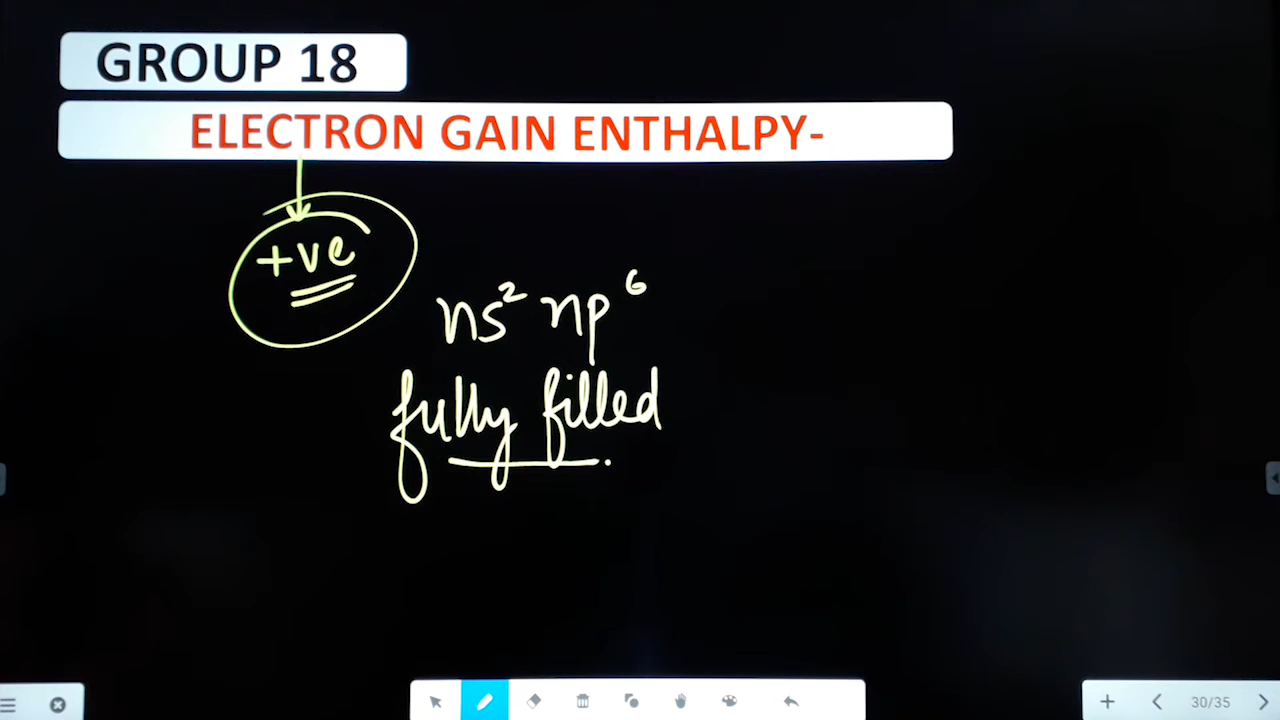 GROUP 18
ELECTRON GAIN ENTHALPY-
+ve
ns² np⁶
fully filled
30/35